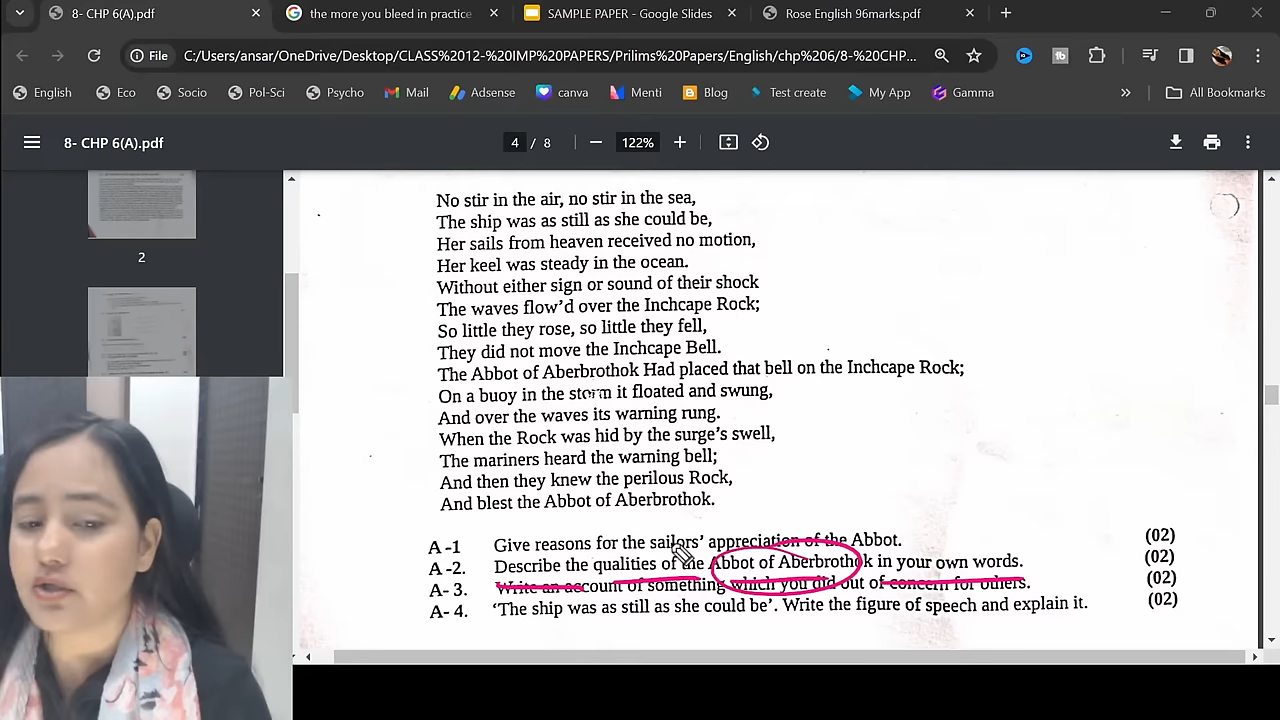 8- CHP 6(A).pdf
the more you bleed in practice
SAMPLE PAPER - Google Slides
Rose English 96marks.pdf
File
C:/Users/ansar/OneDrive/Desktop/CLASS%2012-%20IMP%20PAPERS/Prilims%20Papers/English/chp%206/8-%20CHP...
English
Eco
Socio
Pol-Sci
Psycho
Mail
Adsense
canva
Menti
Blog
Test create
My App
Gamma
»
All Bookmarks
8- CHP 6(A).pdf
4 / 8
122%
2
No stir in the air, no stir in the sea,
The ship was as still as she could be,
Her sails from heaven received no motion,
Her keel was steady in the ocean.
Without either sign or sound of their shock
The waves flow'd over the Inchcape Rock;
So little they rose, so little they fell,
They did not move the Inchcape Bell.
The Abbot of Aberbrothok Had placed that bell on the Inchcape Rock;
On a buoy in the storm it floated and swung,
And over the waves its warning rung.
When the Rock was hid by the surge's swell,
The mariners heard the warning bell;
And then they knew the perilous Rock,
And blest the Abbot of Aberbrothok.
A -1 Give reasons for the sailors' appreciation of the Abbot. (02)
A -2. Describe the qualities of the Abbot of Aberbrothok in your own words. (02)
A- 3. Write an account of something which you did out of concern for others. (02)
A- 4. 'The ship was as still as she could be'. Write the figure of speech and explain it. (02)